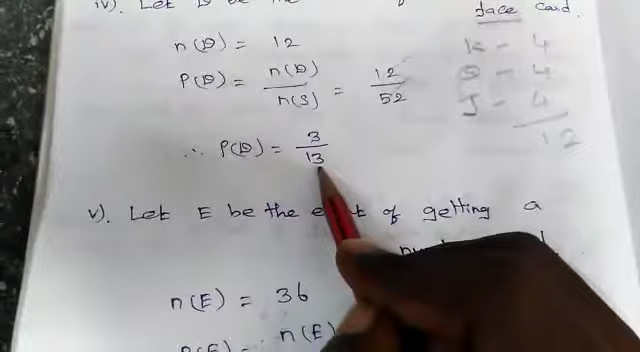 iv). Let D be the
face card.
n(D) = 12
P(D) = n(D) / n(S) = 12 / 52
K - 4
Q - 4
J - 4
12
∴ P(D) = 3 / 13
v). Let E be the of getting a
n(E) = 36
n(E)